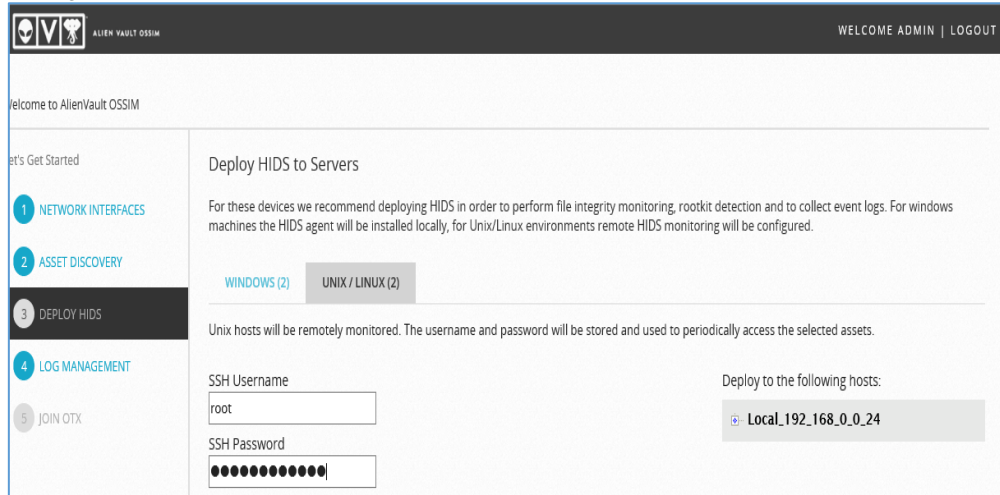 ALIEN VAULT OSSIM
WELCOME ADMIN | LOGOUT
Welcome to AlienVault OSSIM
et's Get Started
1 NETWORK INTERFACES
2 ASSET DISCOVERY
3 DEPLOY HIDS
4 LOG MANAGEMENT
5 JOIN OTX
Deploy HIDS to Servers
For these devices we recommend deploying HIDS in order to perform file integrity monitoring, rootkit detection and to collect event logs. For windows
machines the HIDS agent will be installed locally, for Unix/Linux environments remote HIDS monitoring will be configured.
WINDOWS (2) UNIX / LINUX (2)
Unix hosts will be remotely monitored. The username and password will be stored and used to periodically access the selected assets.
SSH Username
root
SSH Password
●●●●●●●●●●●●
Deploy to the following hosts:
Local_192_168_0_0_24